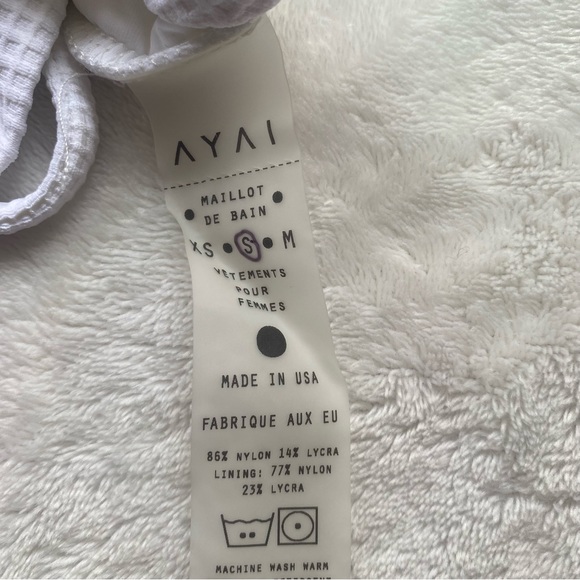 AYAI
MAILLOT
DE BAIN
XS • S • M
VETEMENTS
POUR
FEMMES
MADE IN USA
FABRIQUE AUX EU
86% NYLON 14% LYCRA
LINING: 77% NYLON
23% LYCRA
MACHINE WASH WARM